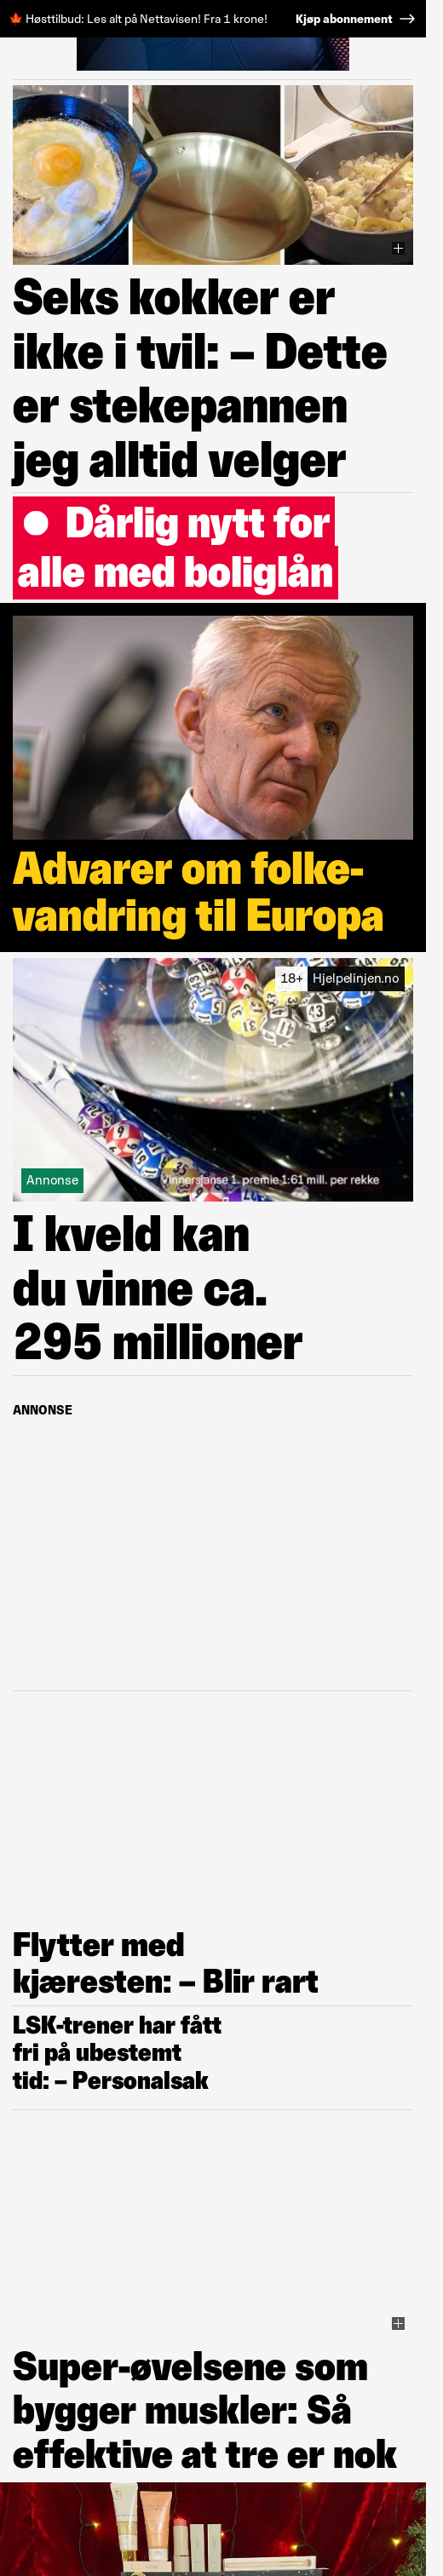 🍁 Høsttilbud: Les alt på Nettavisen! Fra 1 krone! Kjøp abonnement →
Seks kokker er
ikke i tvil: – Dette
er stekepannen
jeg alltid velger
Dårlig nytt for
alle med boliglån
Advarer om folke-
vandring til Europa
18+ Hjelpelinjen.no
Annonse
Vinnersjanse 1. premie 1:61 mill. per rekke
I kveld kan
du vinne ca.
295 millioner
ANNONSE
Flytter med
kjæresten: – Blir rart
LSK-trener har fått
fri på ubestemt
tid: – Personalsak
Super-øvelsene som
bygger muskler: Så
effektive at tre er nok